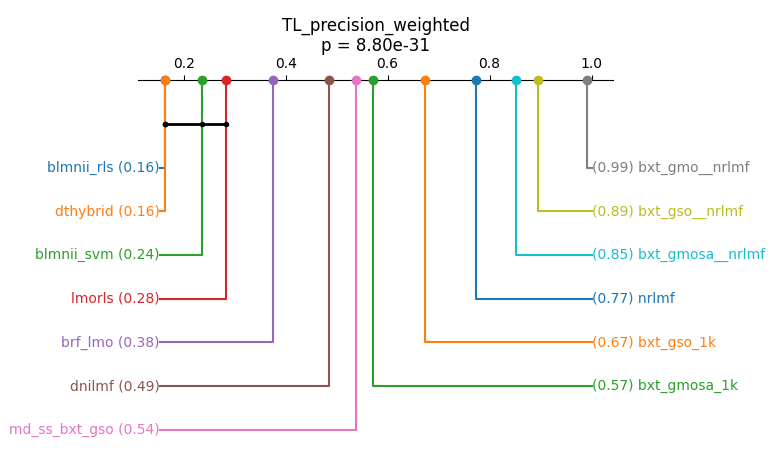 TL_precision_weighted
p = 8.80e-31
0.2 0.4 0.6 0.8 1.0
blmnii_rls (0.16)
(0.99) bxt_gmo__nrlmf
dthybrid (0.16)
(0.89) bxt_gso__nrlmf
blmnii_svm (0.24)
(0.85) bxt_gmosa__nrlmf
lmorls (0.28)
(0.77) nrlmf
brf_lmo (0.38)
(0.67) bxt_gso_1k
dnilmf (0.49)
(0.57) bxt_gmosa_1k
md_ss_bxt_gso (0.54)